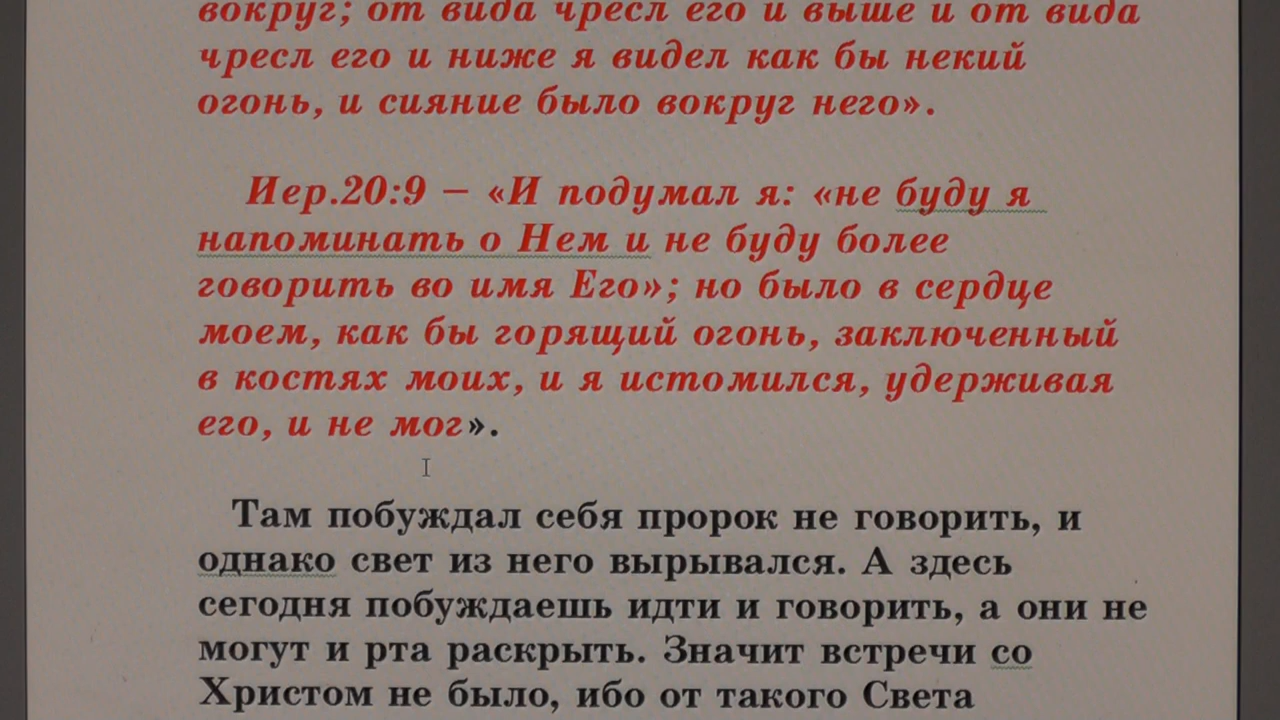 вокруг; от вида чресл его и выше и от вида
чресл его и ниже я видел как бы некий
огонь, и сияние было вокруг него».
Иер.20:9 – «И подумал я: «не буду я
напоминать о Нем и не буду более
говорить во имя Его»; но было в сердце
моем, как бы горящий огонь, заключенный
в костях моих, и я истомился, удерживая
его, и не мог».
Там побуждал себя пророк не говорить, и
однако свет из него вырывался. А здесь
сегодня побуждаешь идти и говорить, а они не
могут и рта раскрыть. Значит встречи со
Христом не было, ибо от такого Света